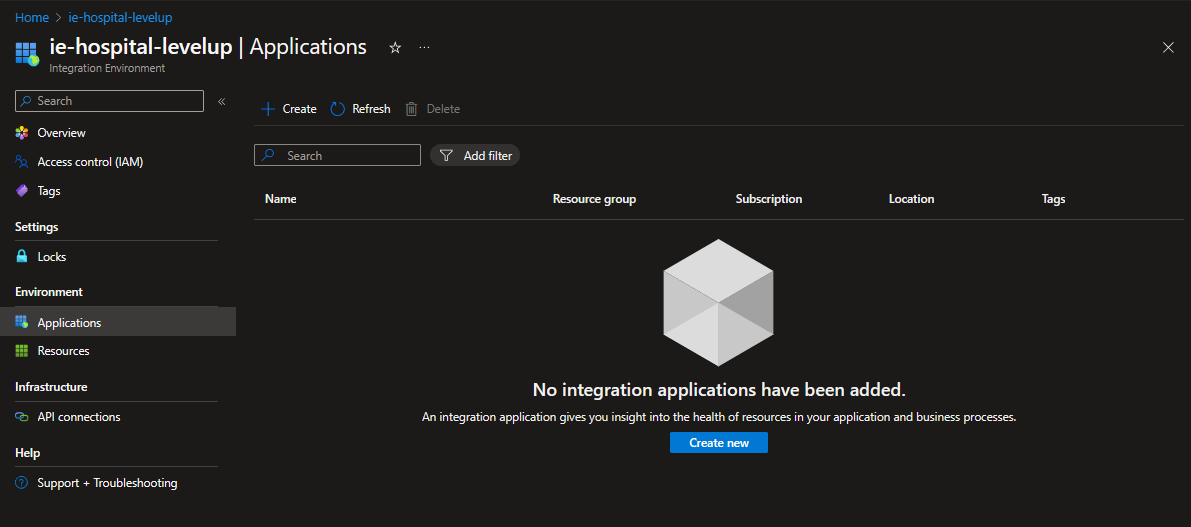 Home > ie-hospital-levelup
ie-hospital-levelup | Applications
Integration Environment
Search
Overview
Access control (IAM)
Tags
Settings
Locks
Environment
Applications
Resources
Infrastructure
API connections
Help
Support + Troubleshooting
Create Refresh Delete
Search Add filter
Name Resource group Subscription Location Tags
No integration applications have been added.
An integration application gives you insight into the health of resources in your application and business processes.
Create new